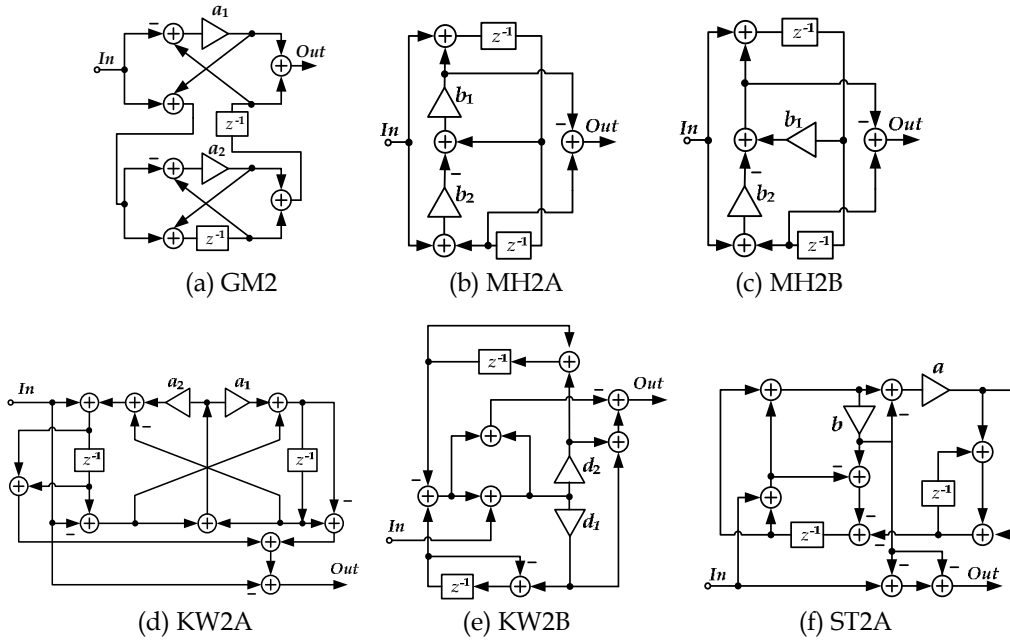 In
−
a₁
Out
z⁻¹
−
a₂
−
z⁻¹
(a) GM2
z⁻¹
b₁
In
−
Out
−
b₂
z⁻¹
(b) MH2A
z⁻¹
b₁
In
−
Out
−
b₂
z⁻¹
(c) MH2B
In
a₂
a₁
−
z⁻¹
z⁻¹
−
−
−
Out
(d) KW2A
z⁻¹
−
Out
−
d₂
In
d₁
−
z⁻¹
(e) KW2B
a
−
b
−
z⁻¹
−
z⁻¹
−
−
In
−
−
Out
(f) ST2A